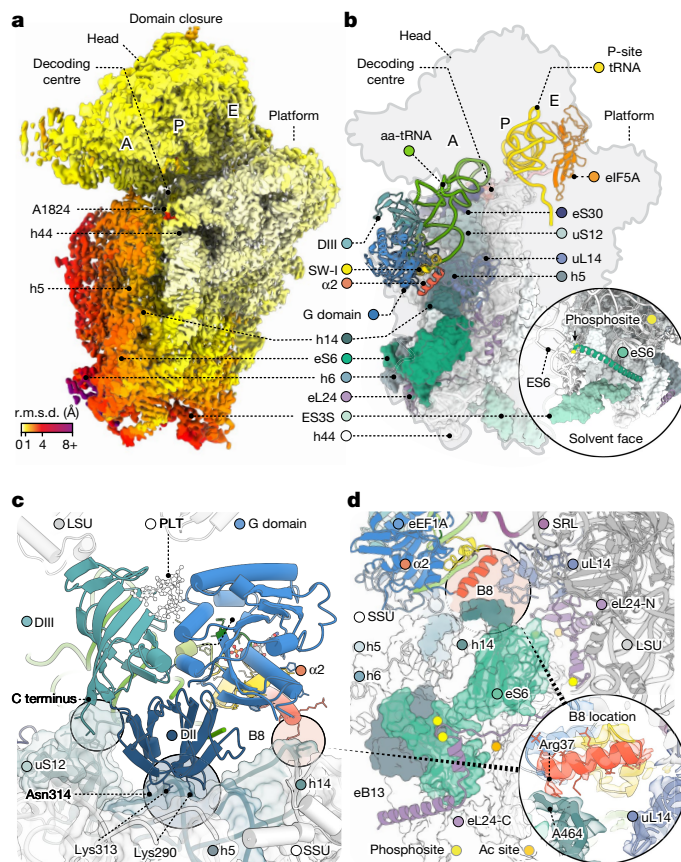 a
Domain closure
Head
Decoding
centre
A
P
E
Platform
A1824
h44
h5
r.m.s.d. (Å)
0 1 4 8+
b
Head
Decoding
centre
P-site
tRNA
aa-tRNA
A
P
E
Platform
eIF5A
DIII
SW-I
α2
G domain
h14
eS6
h6
eL24
ES3S
h44
eS30
uS12
uL14
h5
Phosphosite
eS6
ES6
Solvent face
c
LSU
PLT
G domain
DIII
α2
C terminus
DII
B8
uS12
Asn314
h14
Lys313
Lys290
h5
SSU
d
eEF1A
SRL
α2
uL14
B8
SSU
eL24-N
h5
h14
LSU
h6
eS6
B8 location
Arg37
eB13
uL14
A464
eL24-C
Phosphosite
Ac site